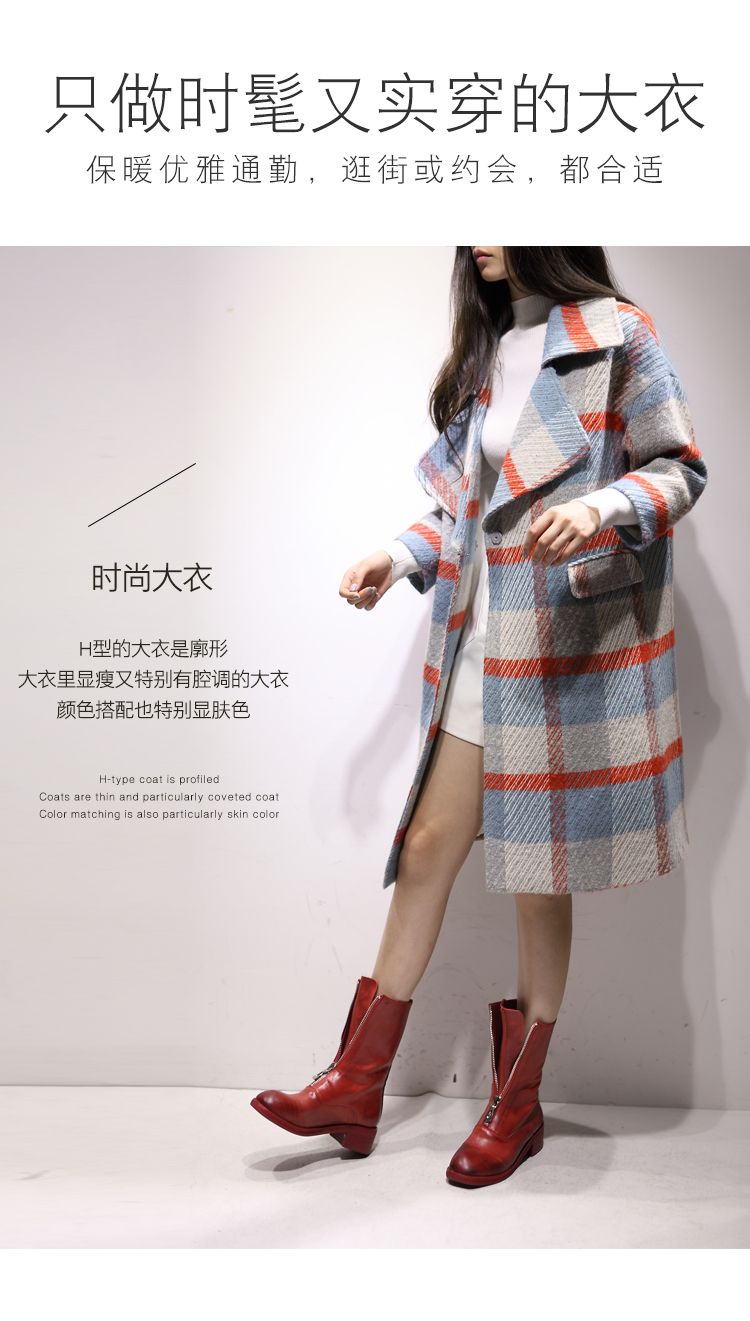 只做时髦又实穿的大衣
保暖优雅通勤，逛街或约会，都合适
时尚大衣
H型的大衣是廓形
大衣里显瘦又特别有腔调的大衣
颜色搭配也特别显肤色
H-type coat is profiled
Coats are thin and particularly coveted coat
Color matching is also particularly skin color